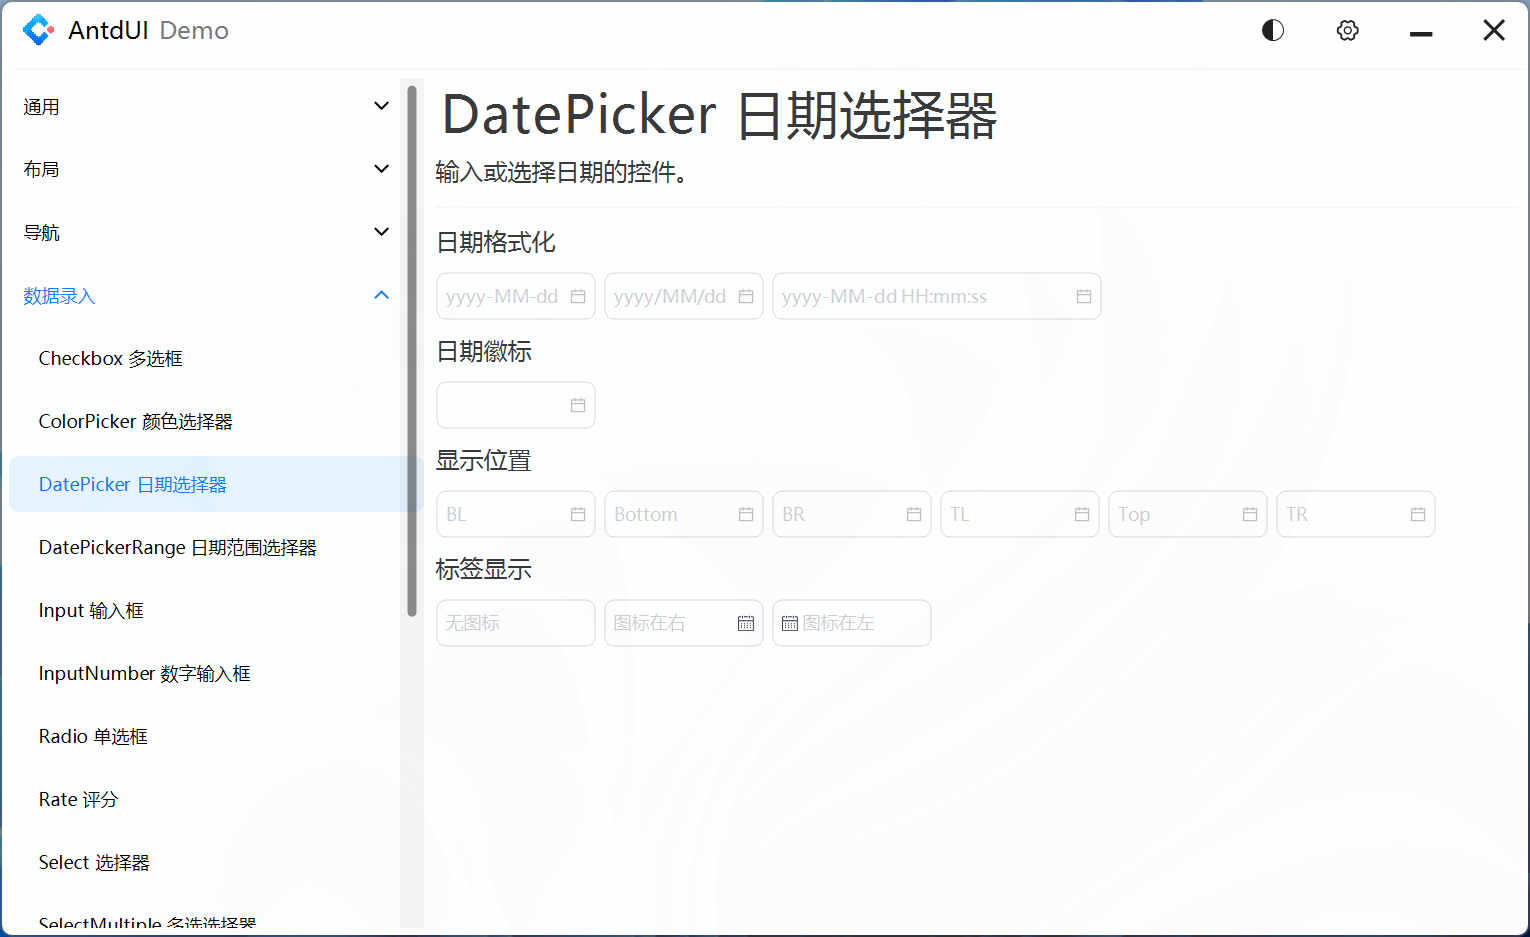 AntdUI Demo
通用
布局
导航
数据录入
Checkbox 多选框
ColorPicker 颜色选择器
DatePicker 日期选择器
DatePickerRange 日期范围选择器
Input 输入框
InputNumber 数字输入框
Radio 单选框
Rate 评分
Select 选择器
SelectMultiple 多选选择器
DatePicker 日期选择器
输入或选择日期的控件。
日期格式化
yyyy-MM-dd yyyy/MM/dd yyyy-MM-dd HH:mm:ss
日期徽标
显示位置
BL Bottom BR TL Top TR
标签显示
无图标 图标在右 图标在左